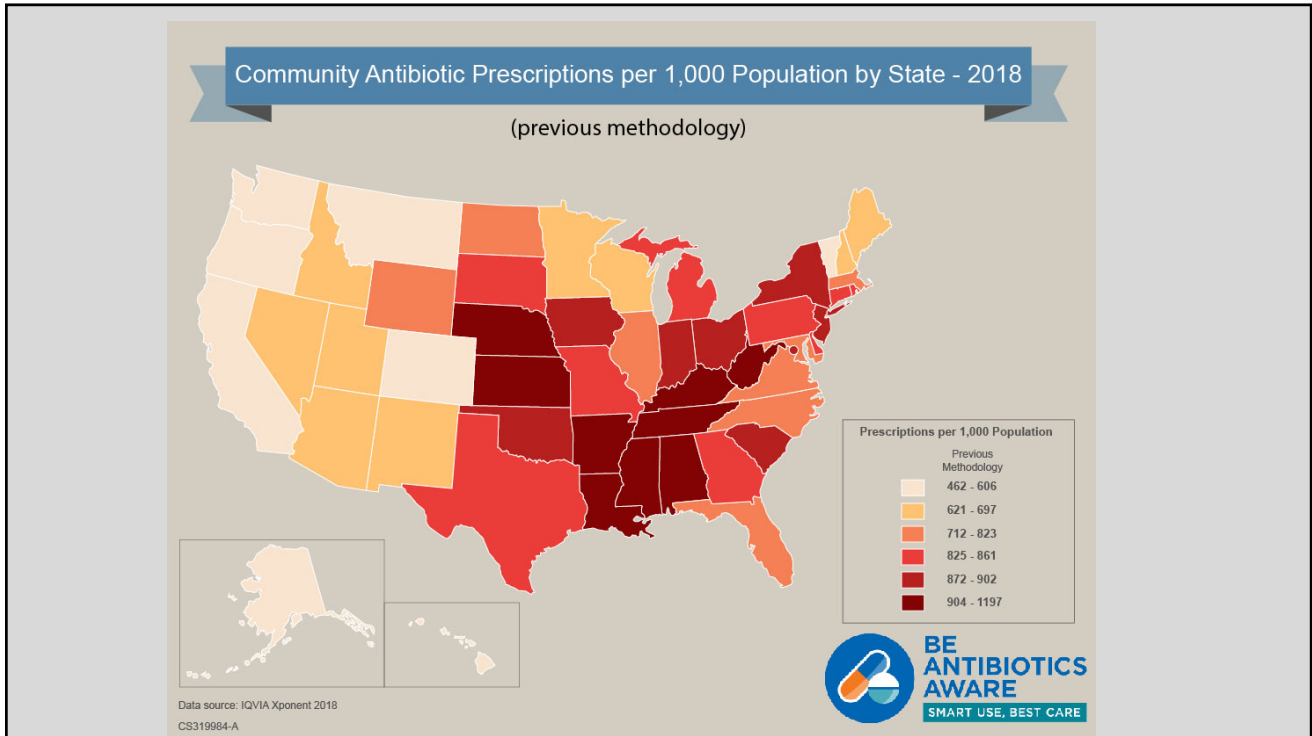 Community Antibiotic Prescriptions per 1,000 Population by State - 2018
(previous methodology)
Prescriptions per 1,000 Population
Previous
Methodology
462 - 606
621 - 697
712 - 823
825 - 861
872 - 902
904 - 1197
BE
ANTIBIOTICS
AWARE
SMART USE, BEST CARE
Data source: IQVIA Xponent 2018
CS319984-A